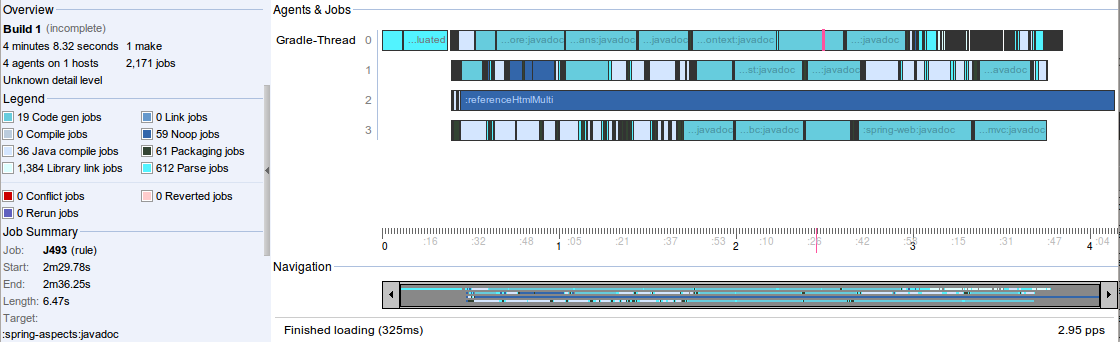 Overview
Build 1 (incomplete)
4 minutes 8.32 seconds 1 make
4 agents on 1 hosts 2,171 jobs
Unknown detail level
Legend
19 Code gen jobs 0 Link jobs
0 Compile jobs 59 Noop jobs
36 Java compile jobs 61 Packaging jobs
1,384 Library link jobs 612 Parse jobs
0 Conflict jobs 0 Reverted jobs
0 Rerun jobs
Job Summary
Job: J493 (rule)
Start: 2m29.78s
End: 2m36.25s
Length: 6.47s
Target:
:spring-aspects:javadoc
Agents & Jobs
Gradle-Thread 0 ...luated ...ore:javadoc ...ans:javadoc ...javadoc ...ontext:javadoc ...:javadoc
1 ...st:javadoc ...:javadoc ...avadoc
2 :referenceHtmlMulti
3 ...javadoc ...bc:javadoc :spring-web:javadoc ...mvc:javadoc
:16 :32 :48 :05 :21 :37 :53 :10 :26 :42 :58 :15 :31 :47 :04
0 1 2 3 4
Navigation
Finished loading (325ms) 2.95 pps